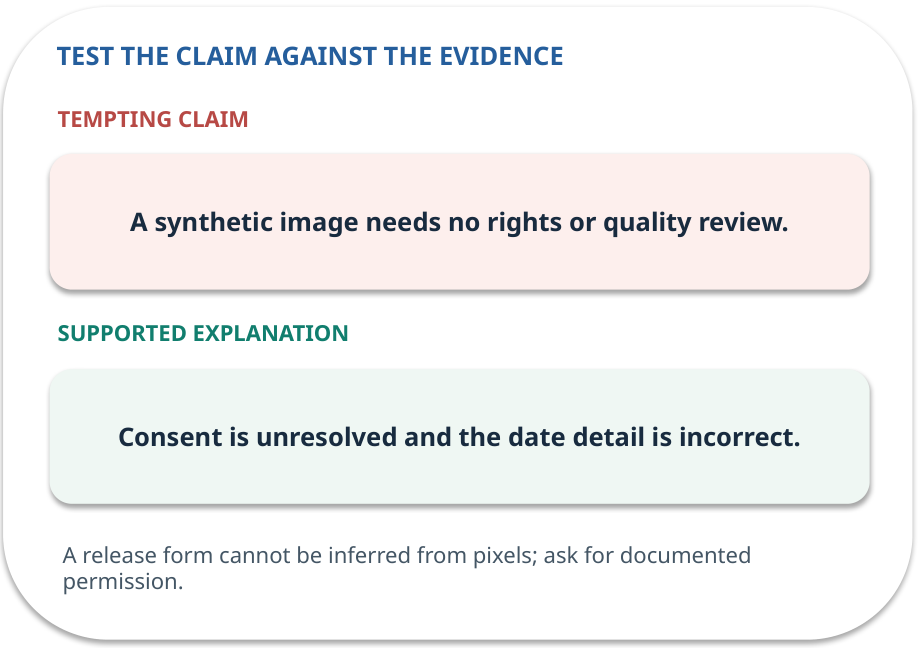 TEST THE CLAIM AGAINST THE EVIDENCE
TEMPTING CLAIM
A synthetic image needs no rights or quality review.
SUPPORTED EXPLANATION
Consent is unresolved and the date detail is incorrect.
A release form cannot be inferred from pixels; ask for documented
permission.